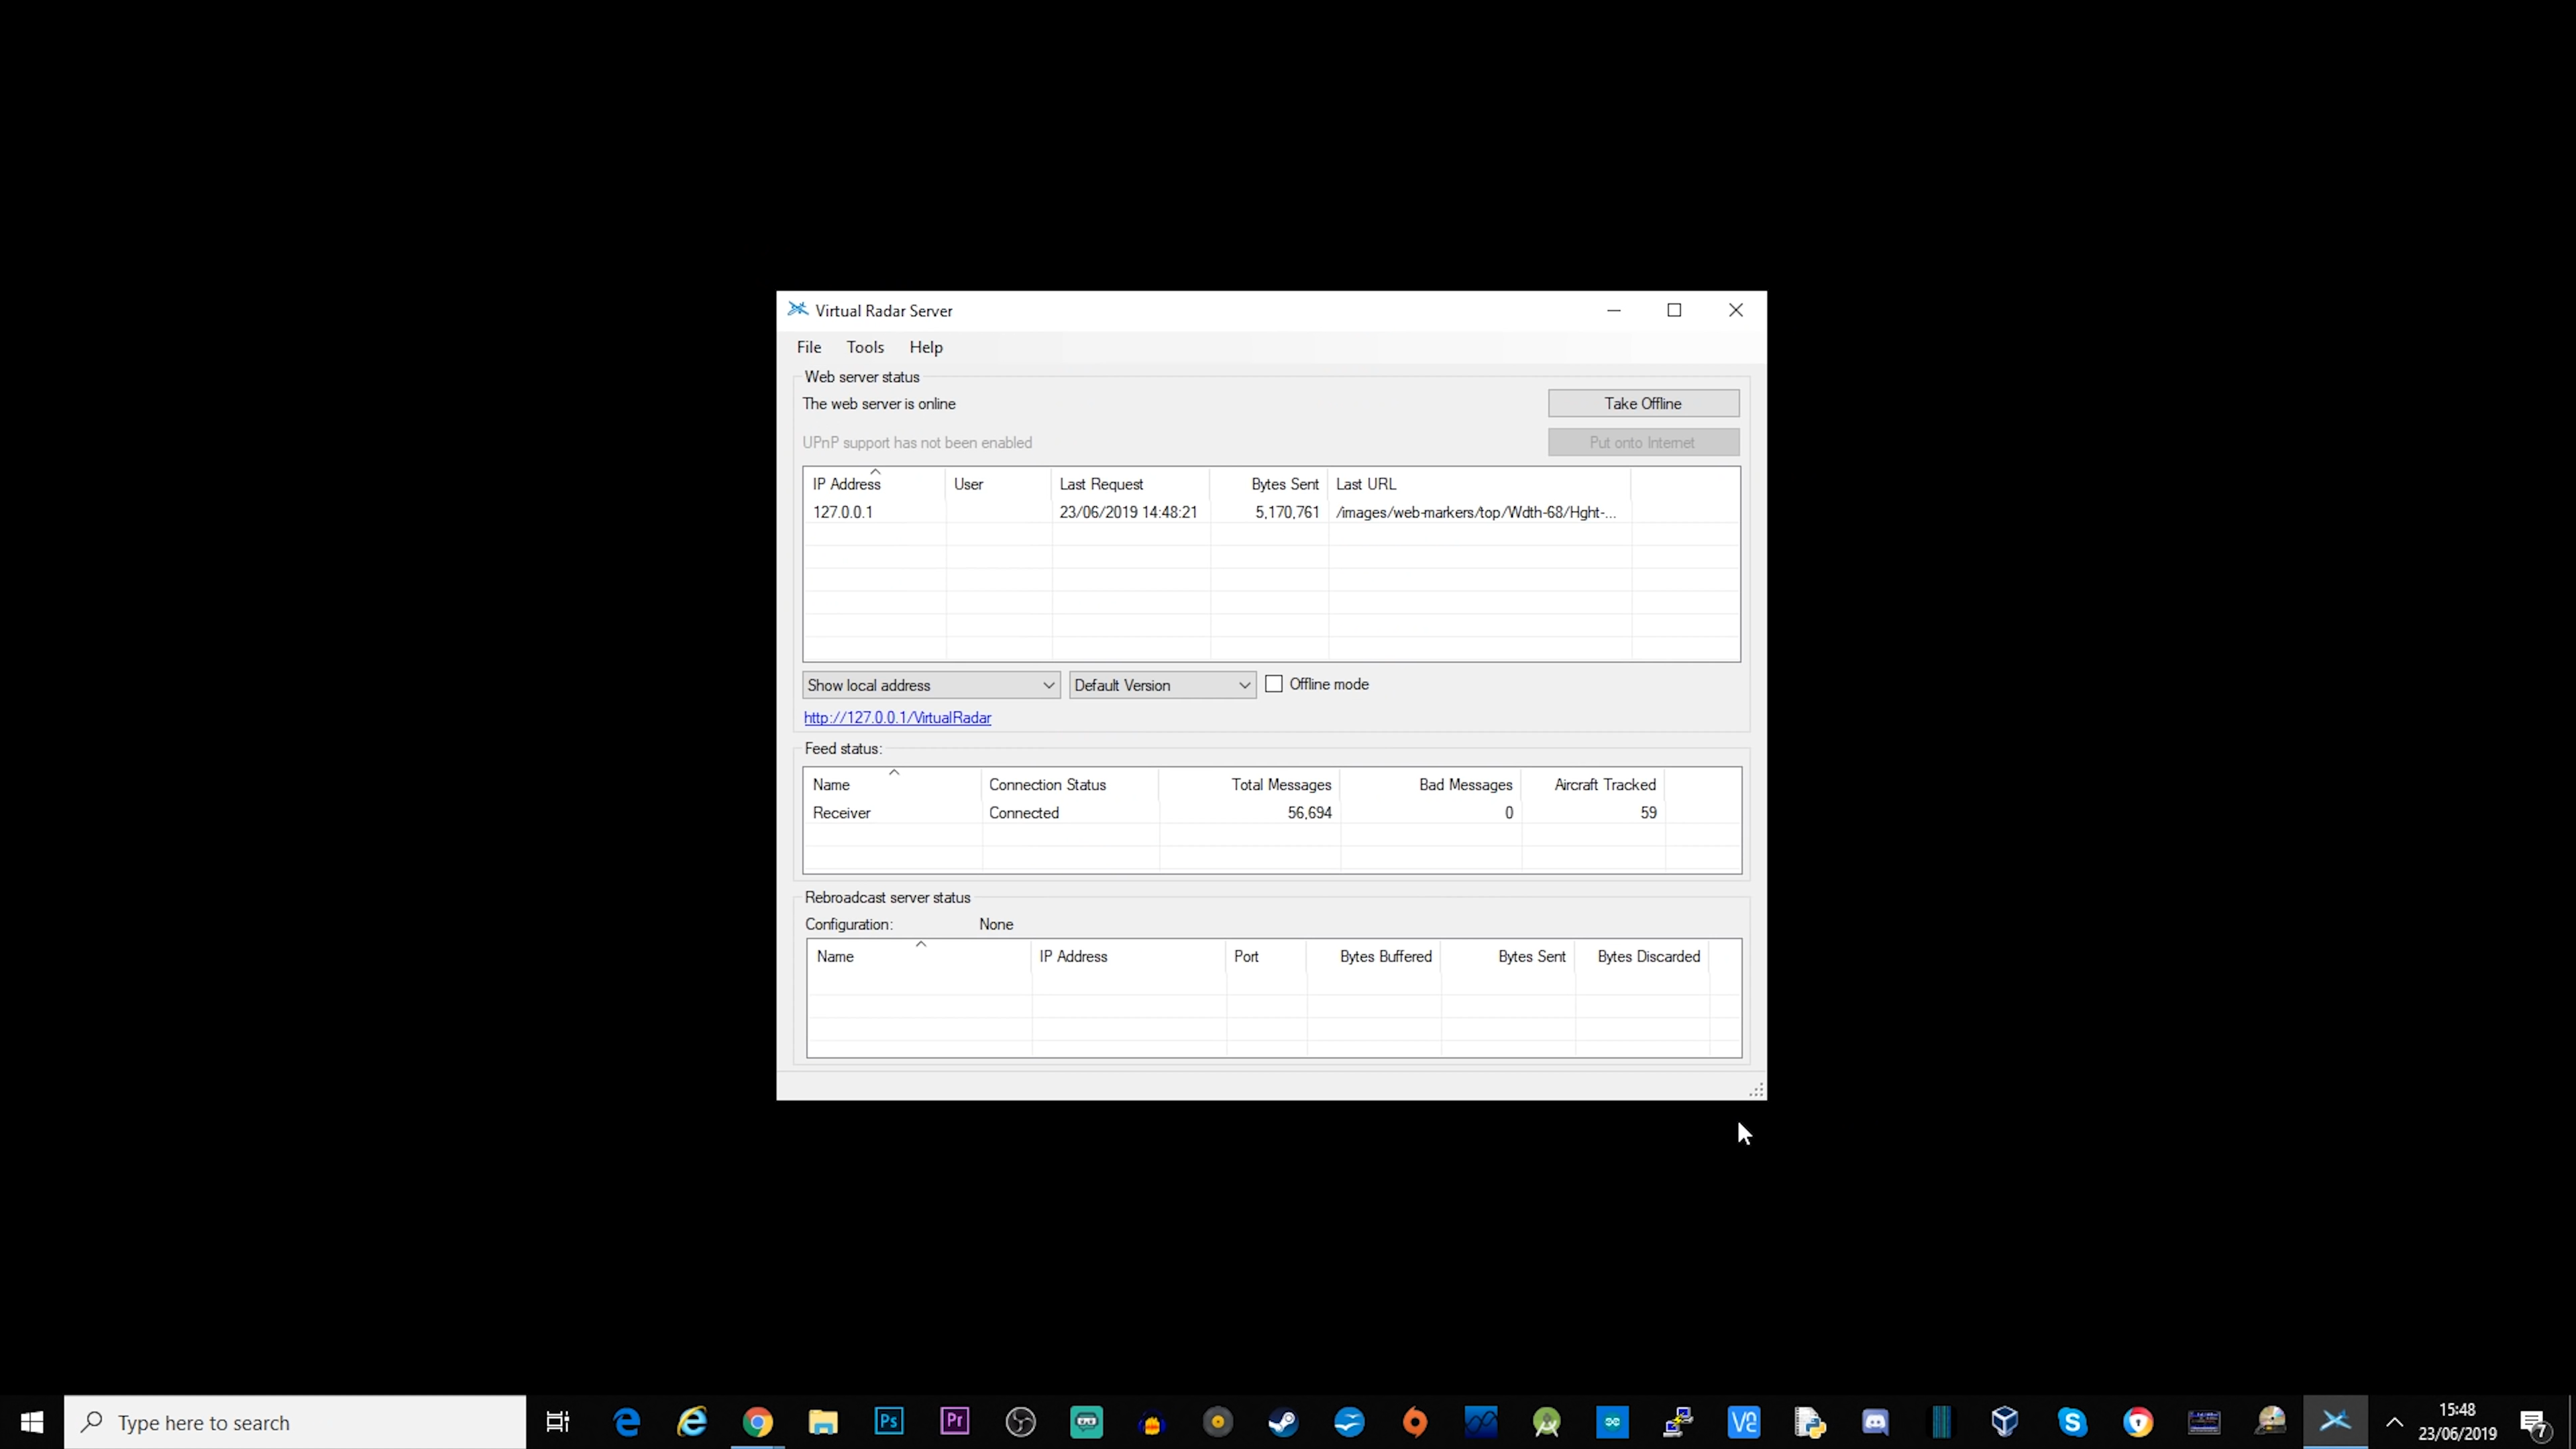 Virtual Radar Server
File Tools Help
Web server status
The web server is online
Take Offline
UPnP support has not been enabled
Put onto Internet
IP Address User Last Request Bytes Sent Last URL
127.0.0.1 23/06/2019 14:48:21 5,170,761 /images/web-markers/top/Wdth-68/Hght-...
Show local address Default Version Offline mode
http://127.0.0.1/VirtualRadar
Feed status:
Name Connection Status Total Messages Bad Messages Aircraft Tracked
Receiver Connected 56,694 0 59
Rebroadcast server status
Configuration: None
Name IP Address Port Bytes Buffered Bytes Sent Bytes Discarded
Type here to search
Ps
Pr
15:48
23/06/2019
7